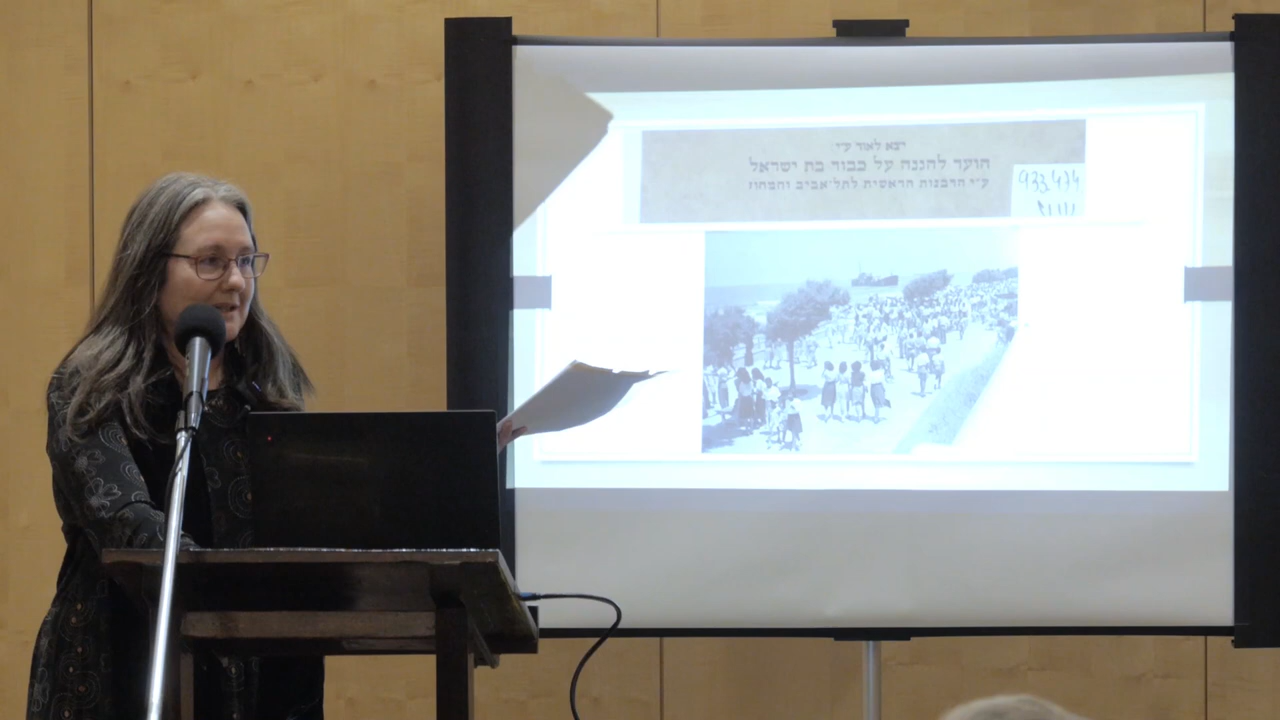 יצא לאור ע״י:
הועד להגנה על כבוד בת ישראל
ע״י הרבנות הראשית לתל־אביב והמחוז
933.474